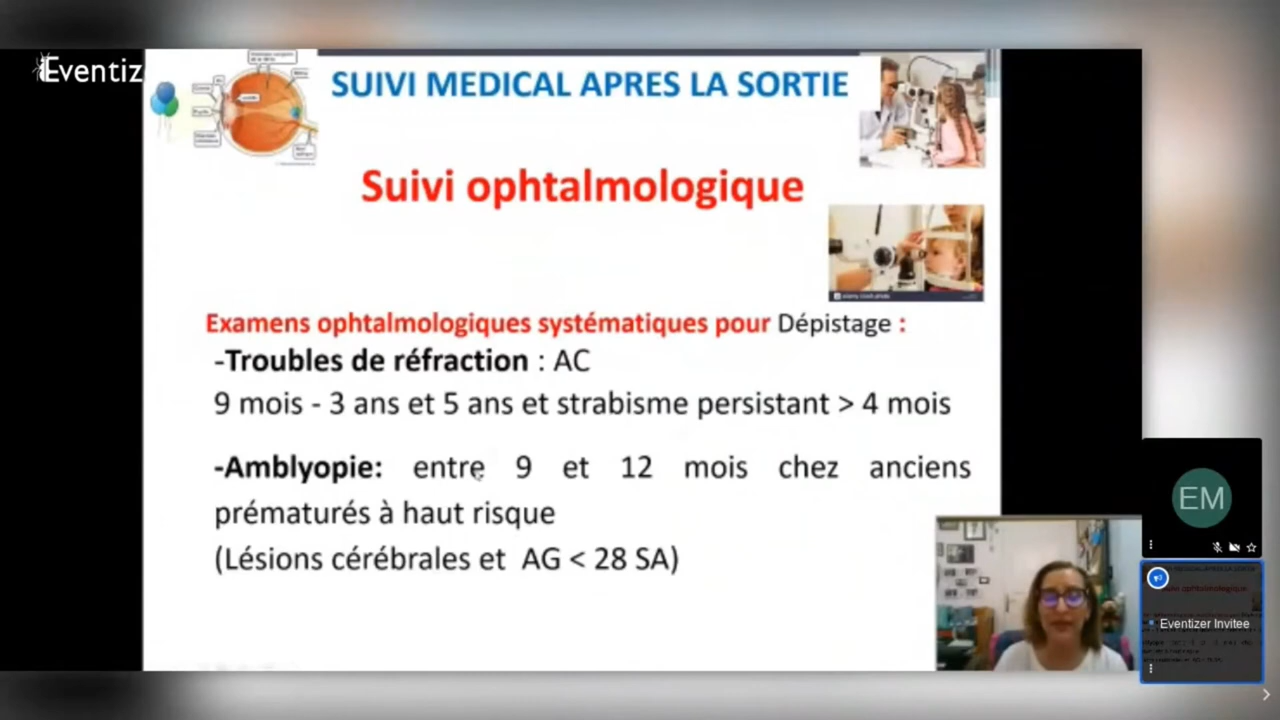 Eventiz
SUIVI MEDICAL APRES LA SORTIE
Suivi ophtalmologique
Examens ophtalmologiques systématiques pour Dépistage :
-Troubles de réfraction : AC
9 mois - 3 ans et 5 ans et strabisme persistant > 4 mois
-Amblyopie: entre 9 et 12 mois chez anciens
prématurés à haut risque
(Lésions cérébrales et AG < 28 SA)
EM
Eventizer Invitee